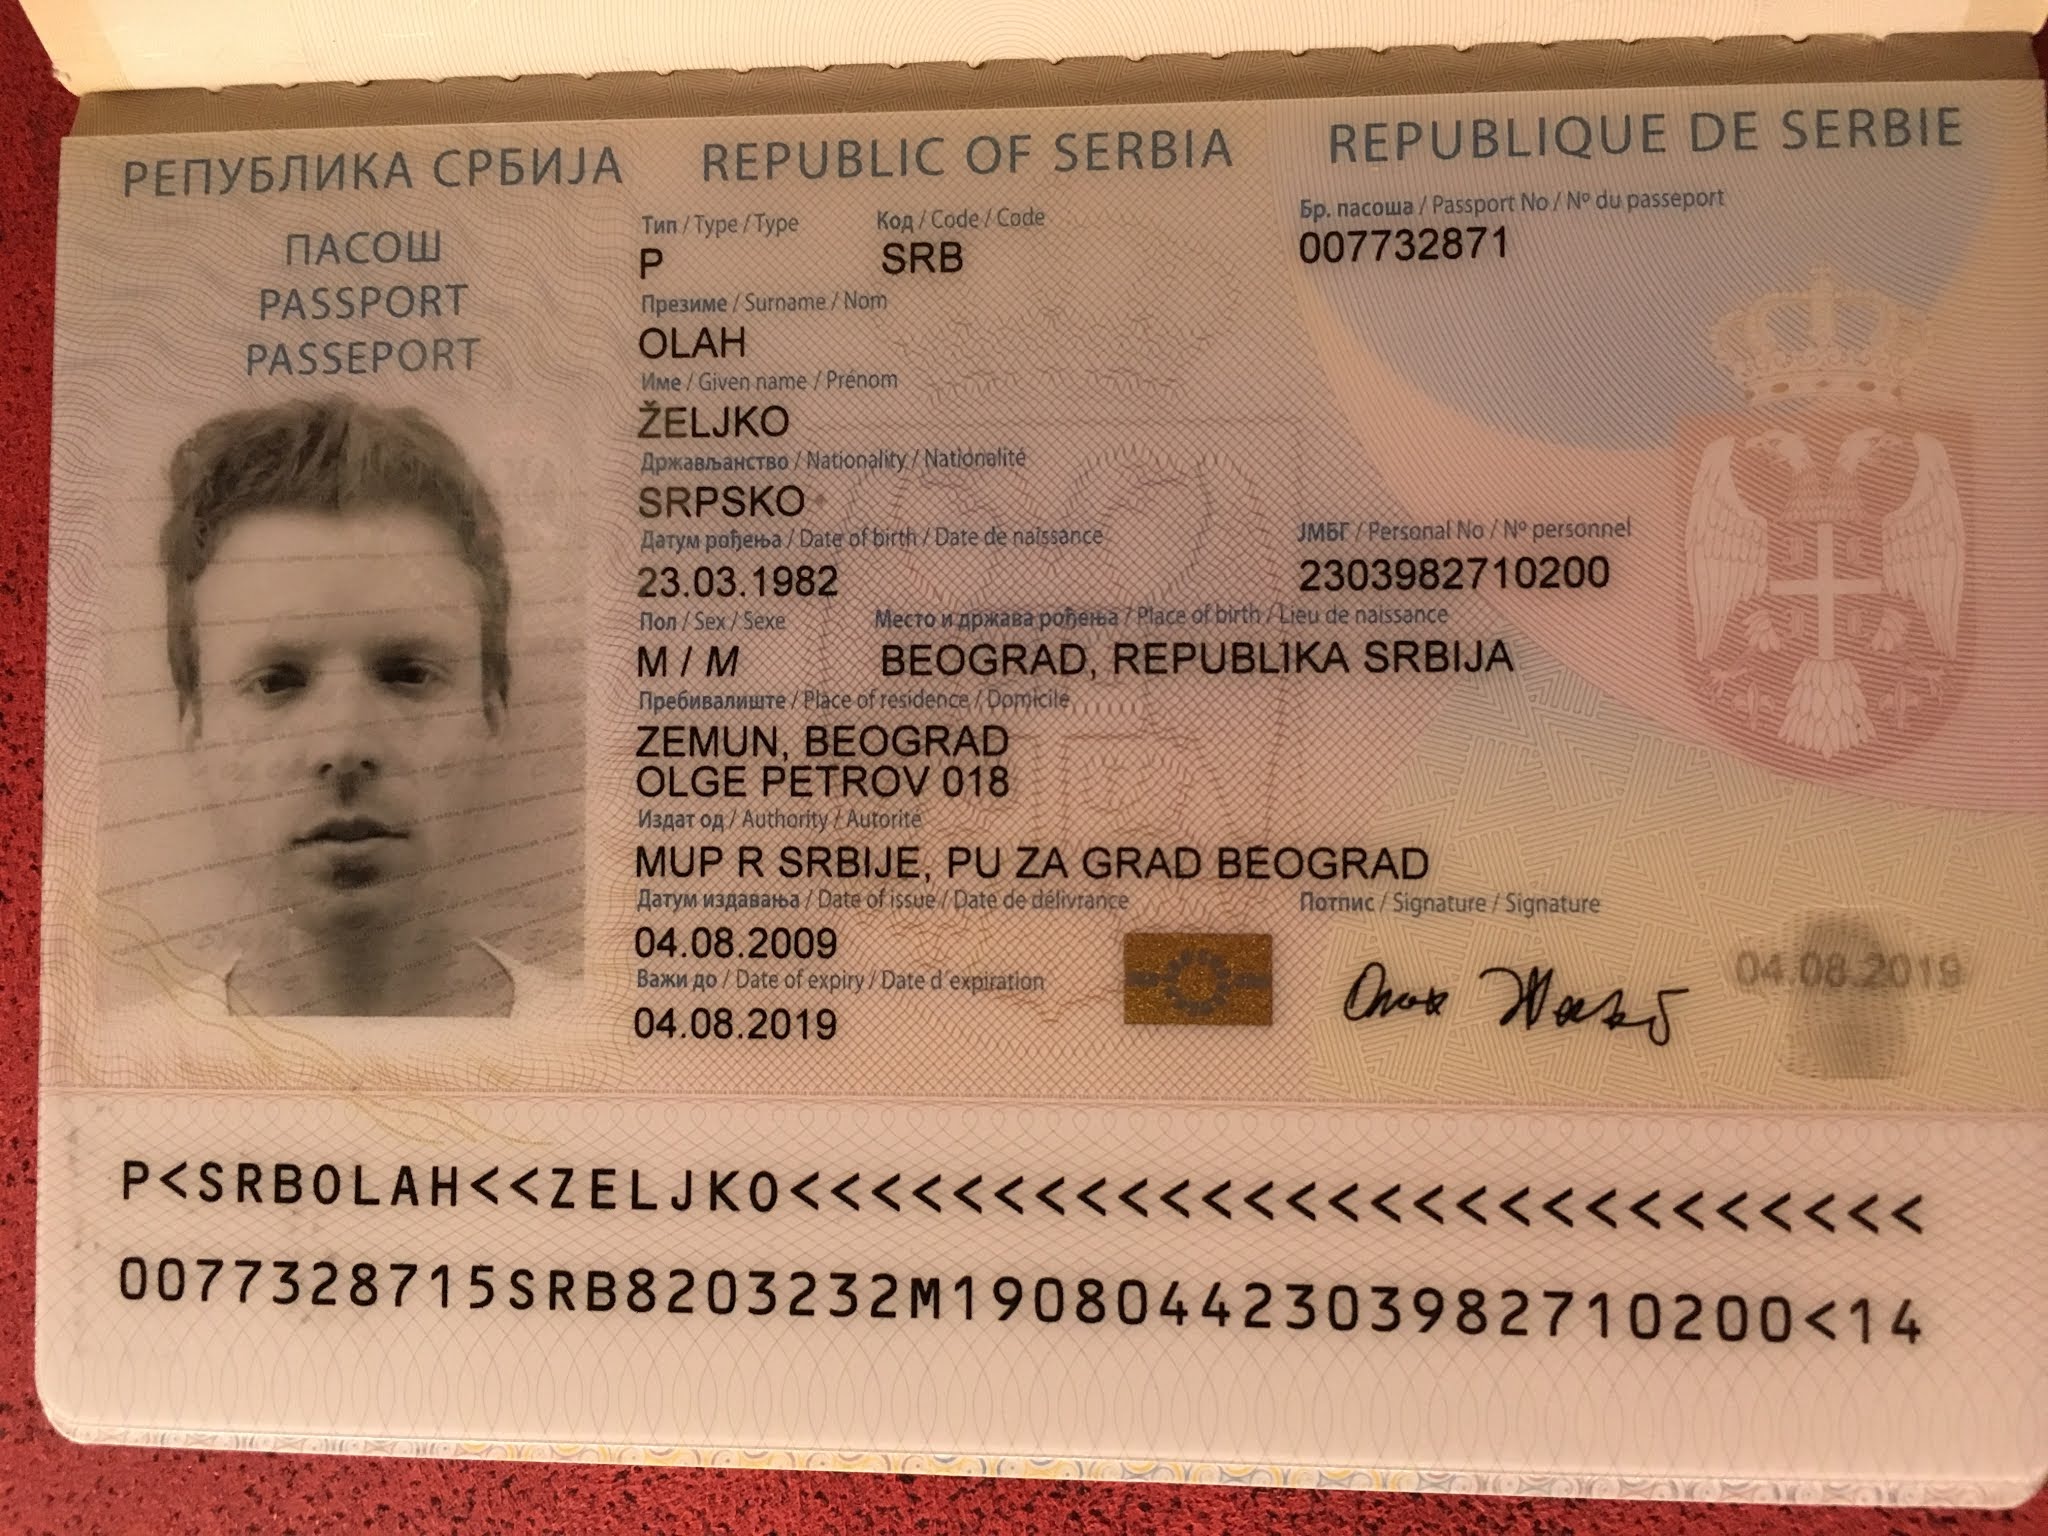 РЕПУБЛИКА СРБИЈА REPUBLIC OF SERBIA REPUBLIQUE DE SERBIE
ПАСОШ
PASSPORT
PASSEPORT
Тип / Type / Type Код / Code / Code Бр. пасоша / Passport No / Nº du passeport
P SRB 007732871
Презиме / Surname / Nom
OLAH
Име / Given name / Prénom
ŽELJKO
Држављанство / Nationality / Nationalité
SRPSKO
Датум рођења / Date of birth / Date de naissance ЈМБГ / Personal No / Nº personnel
23.03.1982 2303982710200
Пол / Sex / Sexe Место и држава рођења / Place of birth / Lieu de naissance
M / M BEOGRAD, REPUBLIKA SRBIJA
Пребивалиште / Place of residence / Domicile
ZEMUN, BEOGRAD
OLGE PETROV 018
Издат од / Authority / Autorité
MUP R SRBIJE, PU ZA GRAD BEOGRAD
Датум издавања / Date of issue / Date de délivrance Потпис / Signature / Signature
04.08.2009
04.08.2019
Важи до / Date of expiry / Date d'expiration
04.08.2019
P<SRBOLAH<<ZELJKO<<<<<<<<<<<<<<<<<<<<<<<<<<<
0077328715SRB8203232M19080442303982710200<14